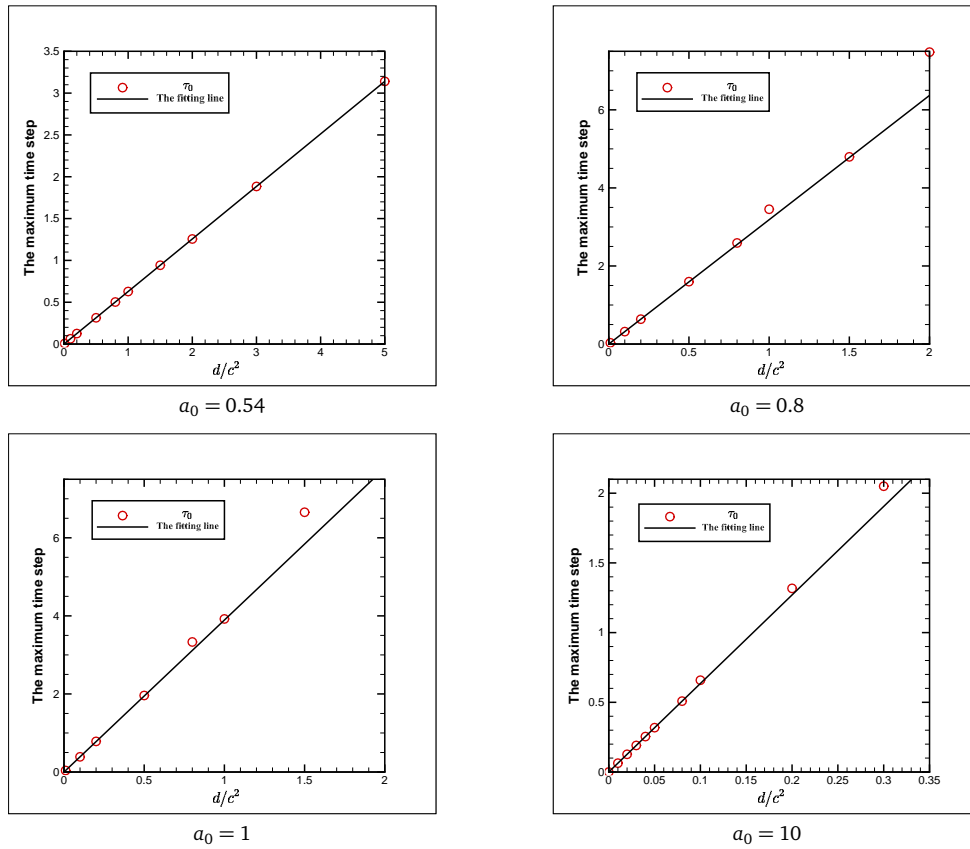 The maximum time step
3.5
3
2.5
2
1.5
1
0.5
0
τ₀
The fitting line
0 1 2 3 4 5
d/c²
a₀ = 0.54
The maximum time step
6
4
2
0
τ₀
The fitting line
0 0.5 1 1.5 2
d/c²
a₀ = 0.8
The maximum time step
6
4
2
0
τ₀
The fitting line
0 0.5 1 1.5 2
d/c²
a₀ = 1
The maximum time step
2
1.5
1
0.5
0
τ₀
The fitting line
0.05 0.1 0.15 0.2 0.25 0.3 0.35
d/c²
a₀ = 10